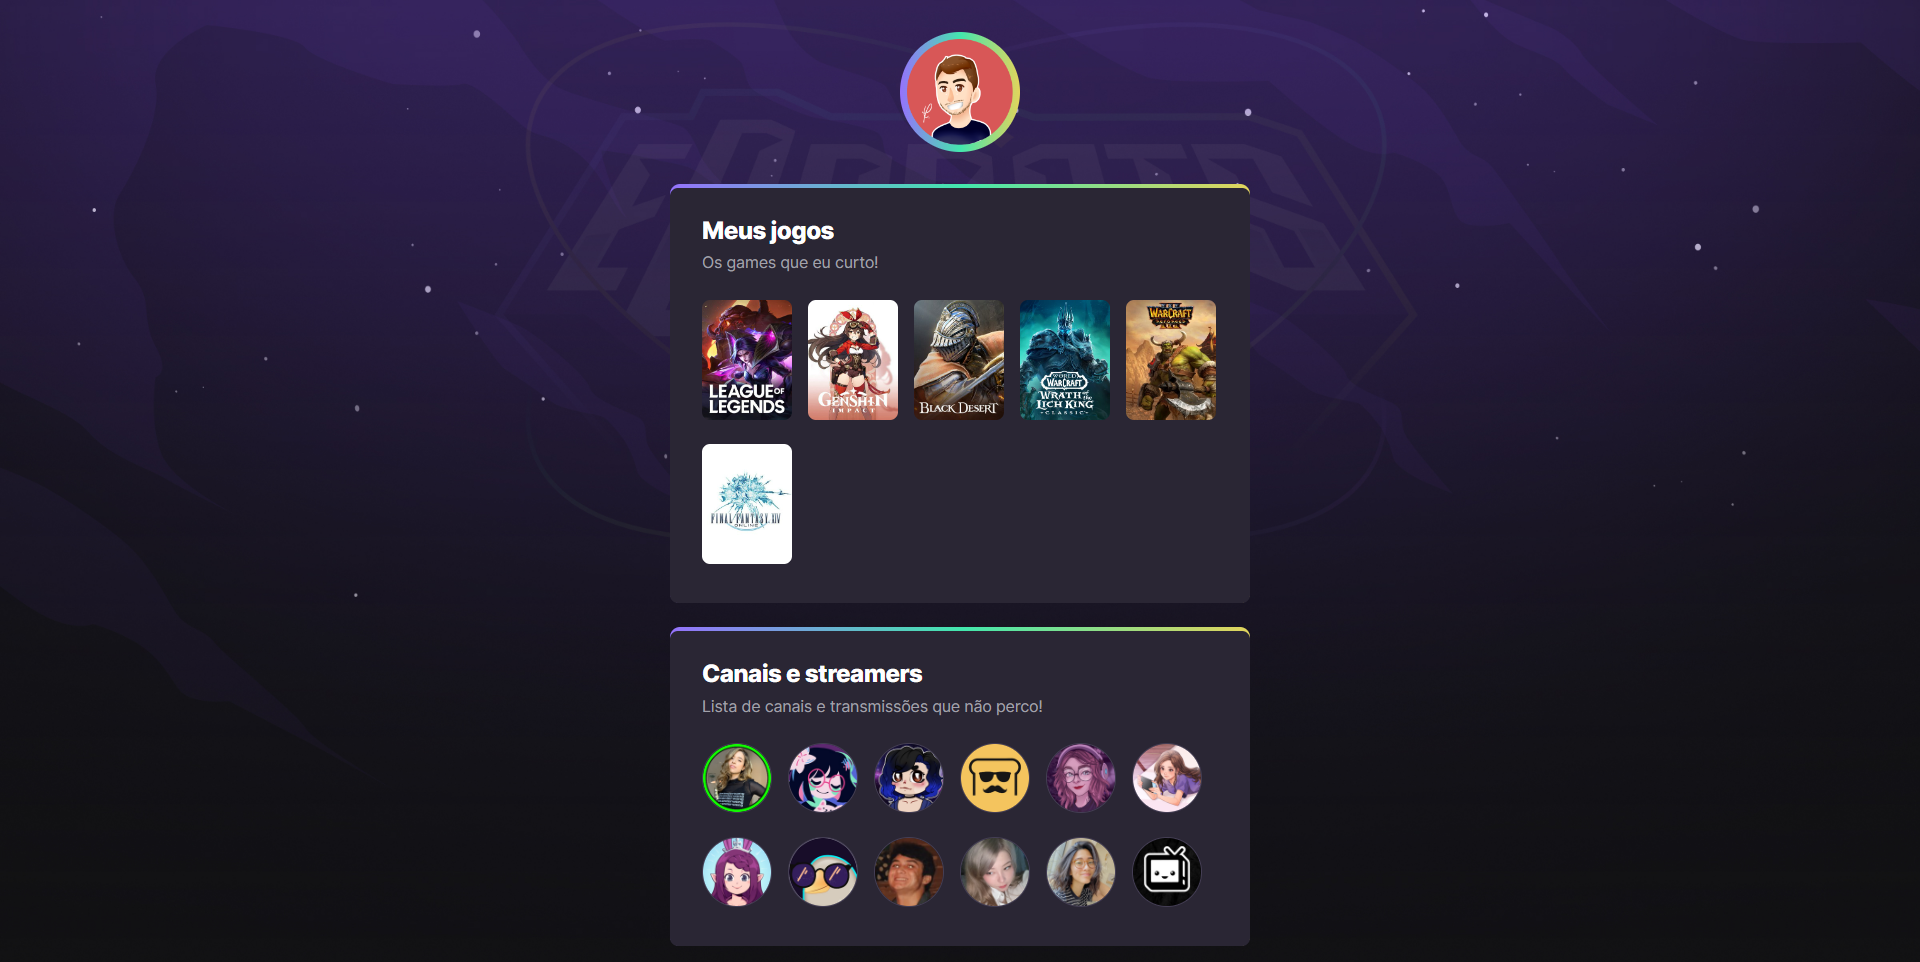 Meus jogos
Os games que eu curto!
LEAGUE OF
LEGENDS
GENSHIN
IMPACT
BLACK DESERT
WORLD
WARCRAFT
WRATH of the
LICH KING
CLASSIC
WARCRAFT
REFORGED
FINAL FANTASY XIV
ONLINE
Canais e streamers
Lista de canais e transmissões que não perco!